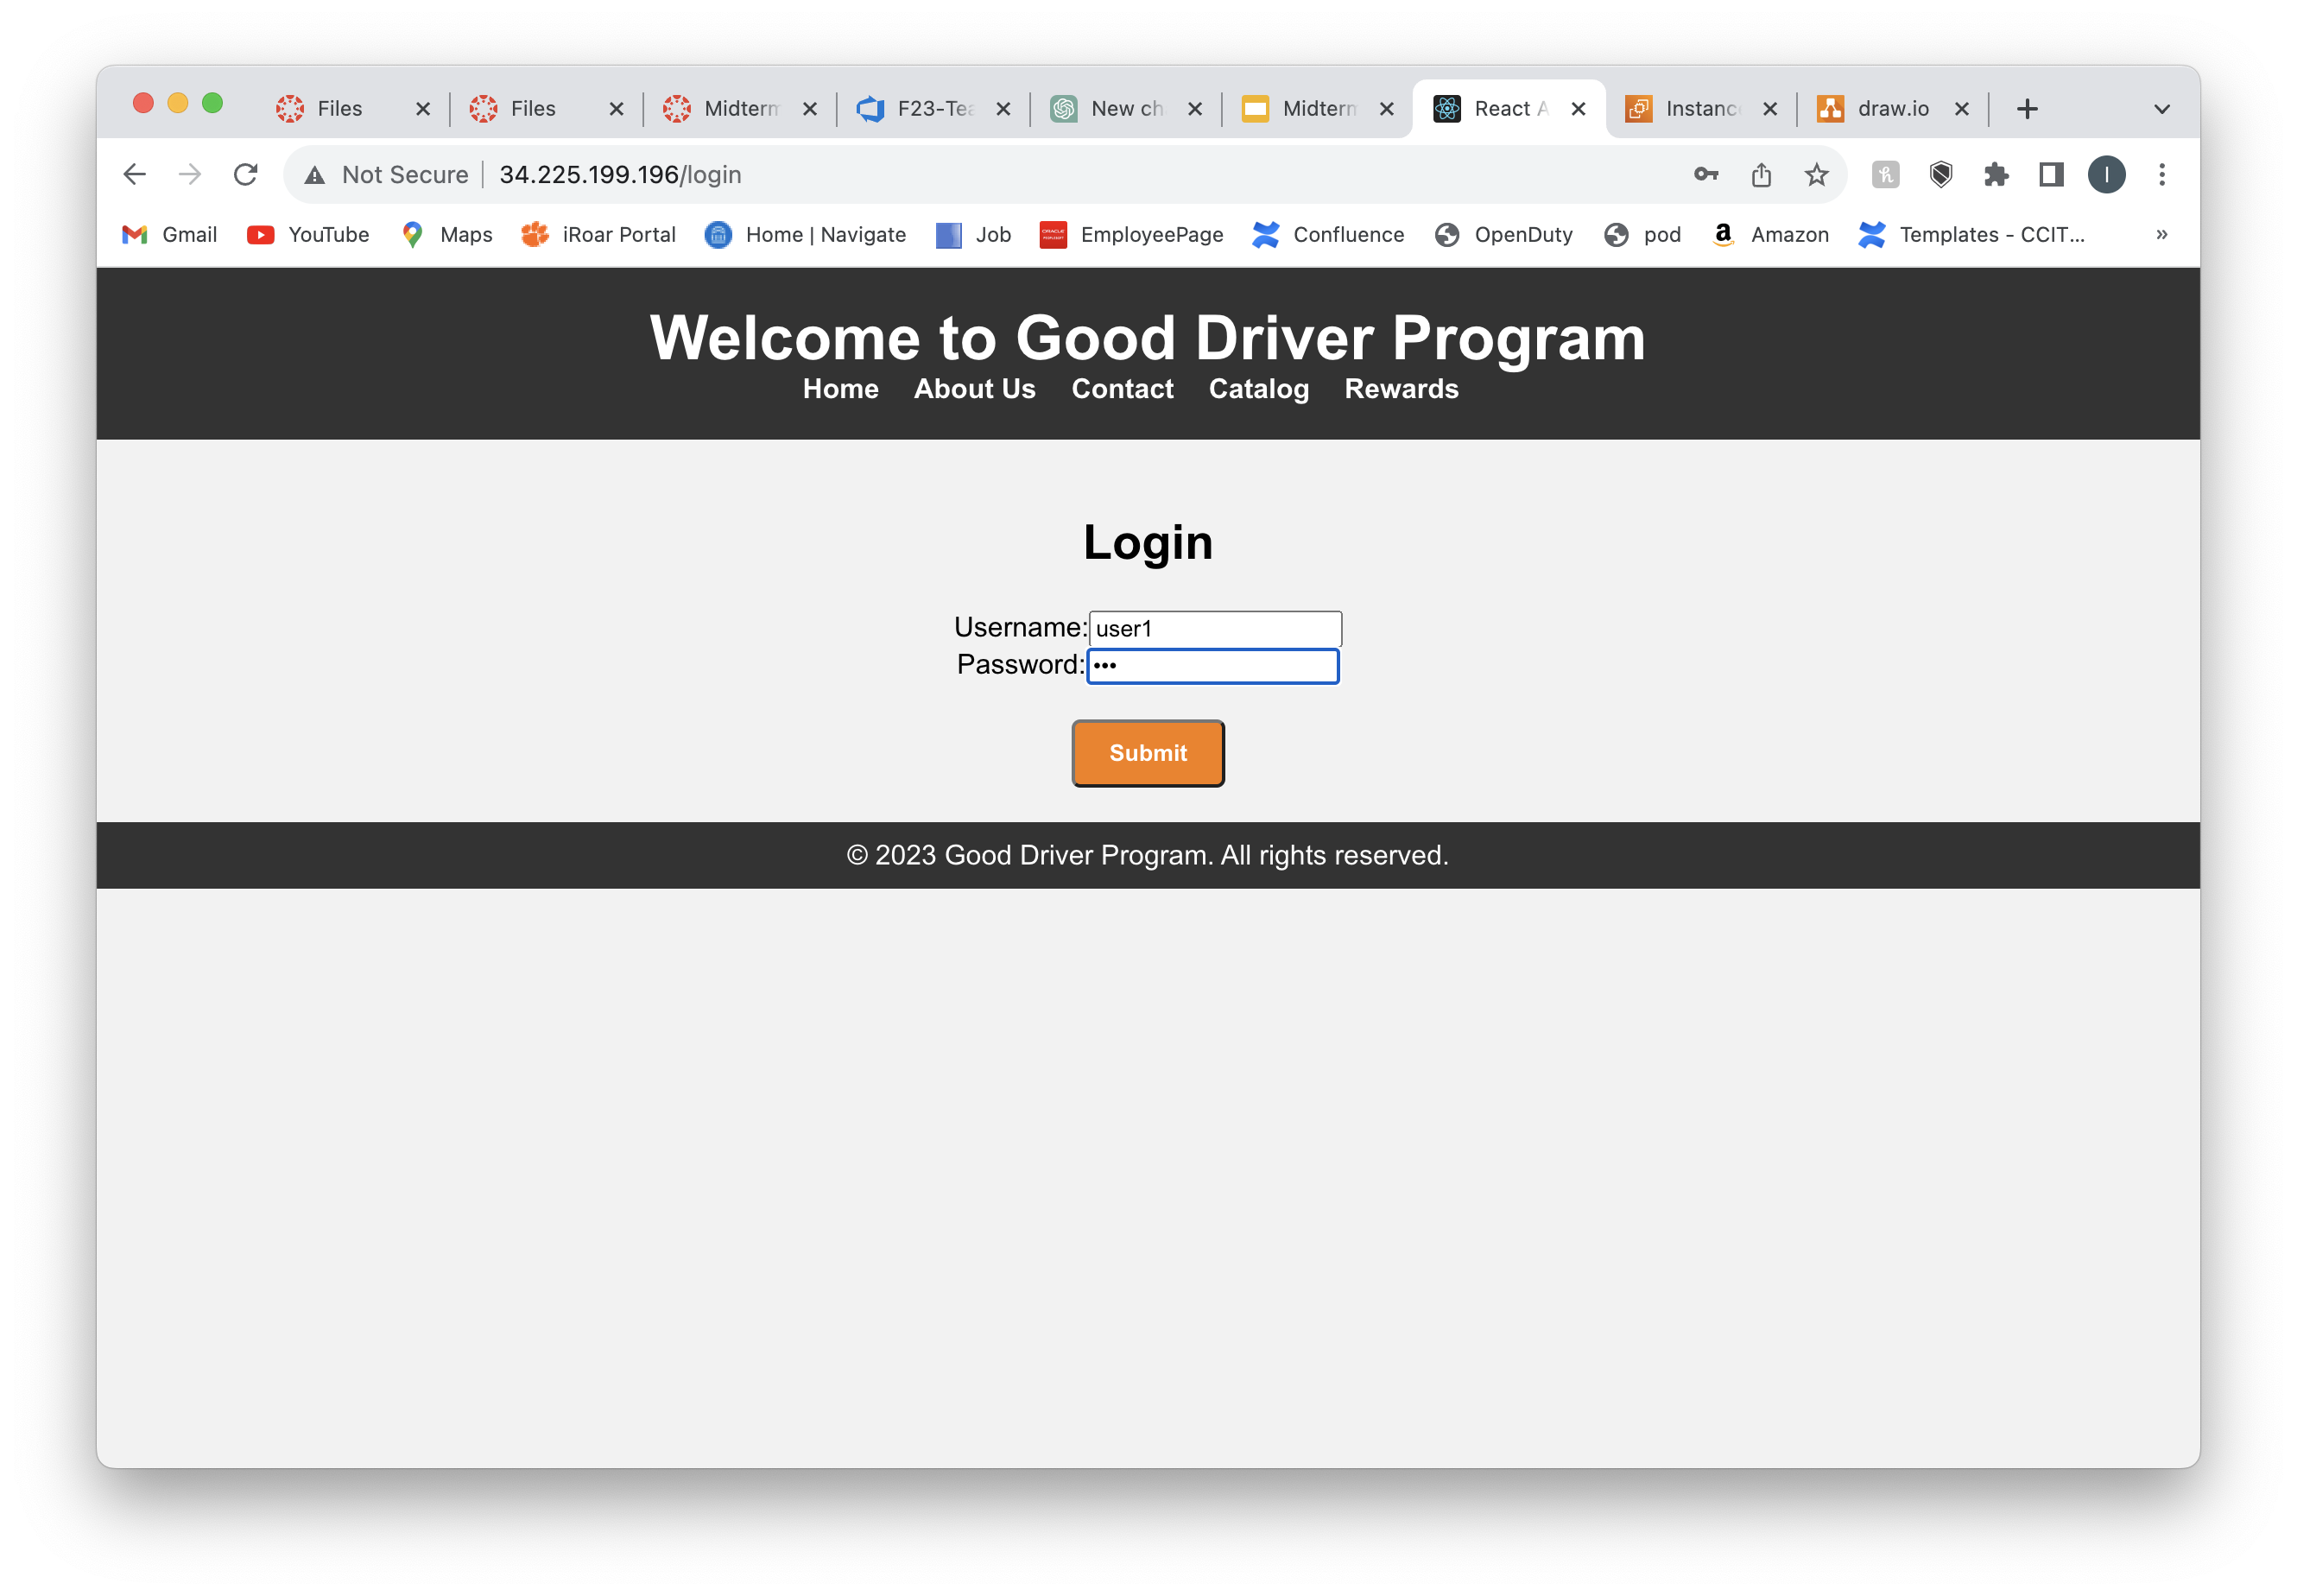 Files Files Midterm F23-Tea New ch Midterm React A Instanc draw.io
Not Secure 34.225.199.196/login
Gmail YouTube Maps iRoar Portal Home | Navigate Job EmployeePage Confluence OpenDuty pod Amazon Templates - CCIT... »
Welcome to Good Driver Program
Home About Us Contact Catalog Rewards
Login
Username: user1
Password: •••
Submit
© 2023 Good Driver Program. All rights reserved.